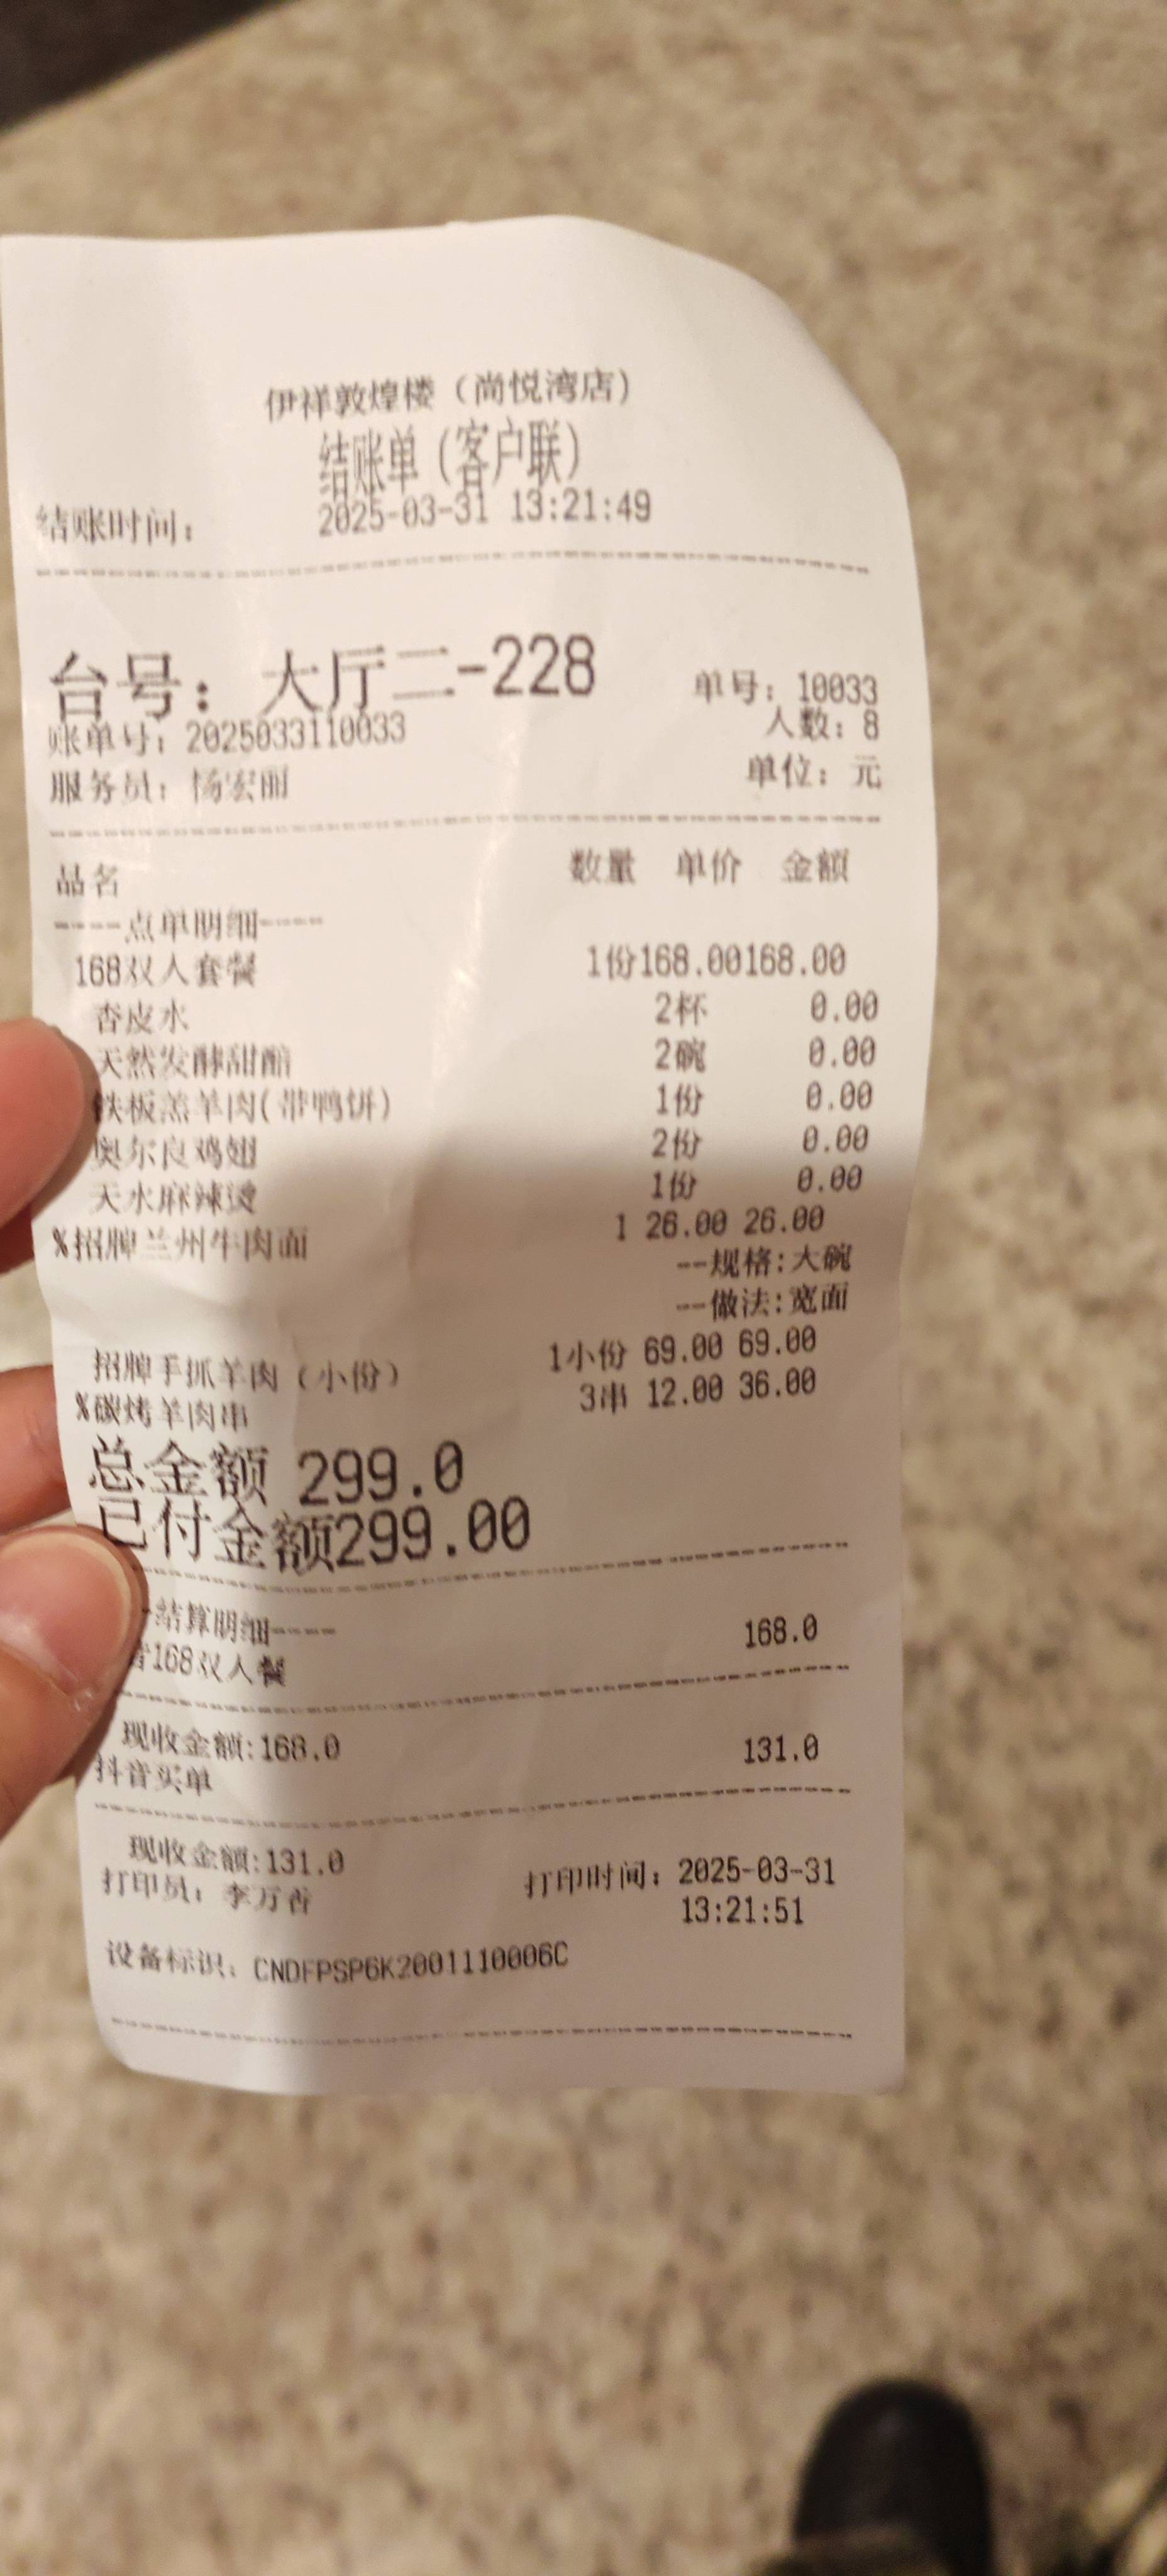 伊祥敦煌楼（尚悦湾店）
结账单（客户联）
结账时间： 2025-03-31 13:21:49
台号： 大厅二-228 单号：10033
账单号：2025033110033 人数：8
服务员：杨宏丽 单位：元
品名 数量 单价 金额
----点单明细----
168双人套餐 1份168.00168.00
杏皮水 2杯 0.00
天然发酵甜醅 2碗 0.00
铁板羔羊肉(带鸭饼) 1份 0.00
奥尔良鸡翅 2份 0.00
天水麻辣烫 1份 0.00
%招牌兰州牛肉面 1 26.00 26.00
--规格:大碗
--做法:宽面
招牌手抓羊肉（小份） 1小份 69.00 69.00
%碳烤羊肉串 3串 12.00 36.00
总金额 299.0
已付金额299.00
-结算明细----
音168双人餐 168.0
现收金额:168.0
抖音买单 131.0
现收金额:131.0
打印员：李万香 打印时间：2025-03-31
13:21:51
设备标识：CNDFPSP6K2001110006C